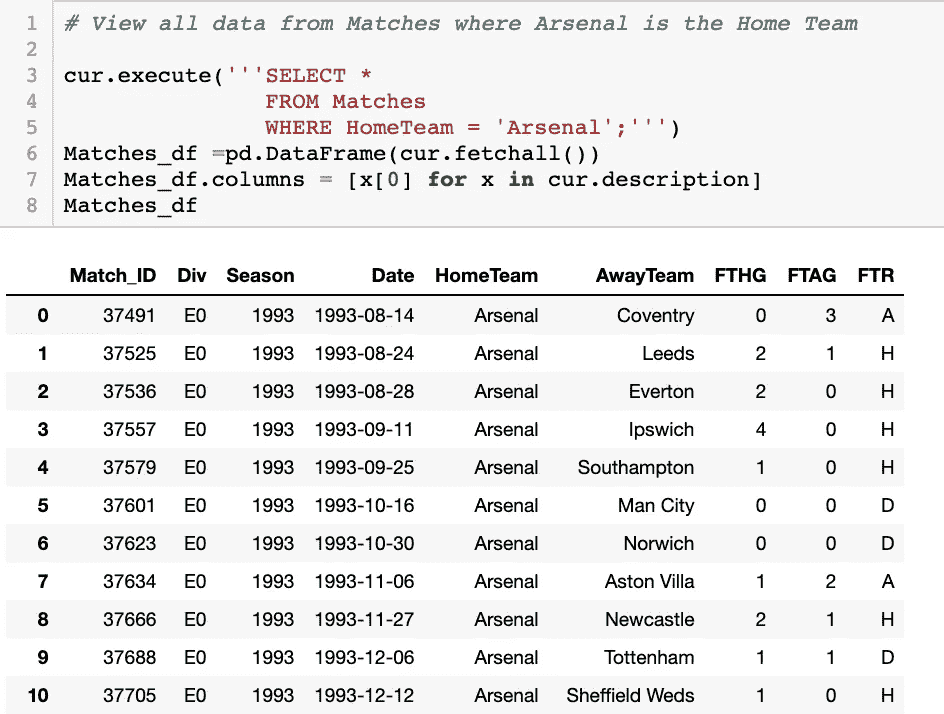 1 # View all data from Matches where Arsenal is the Home Team
2
3 cur.execute('''SELECT *
4 FROM Matches
5 WHERE HomeTeam = 'Arsenal';''')
6 Matches_df =pd.DataFrame(cur.fetchall())
7 Matches_df.columns = [x[0] for x in cur.description]
8 Matches_df
Match_ID Div Season Date HomeTeam AwayTeam FTHG FTAG FTR
0 37491 E0 1993 1993-08-14 Arsenal Coventry 0 3 A
1 37525 E0 1993 1993-08-24 Arsenal Leeds 2 1 H
2 37536 E0 1993 1993-08-28 Arsenal Everton 2 0 H
3 37557 E0 1993 1993-09-11 Arsenal Ipswich 4 0 H
4 37579 E0 1993 1993-09-25 Arsenal Southampton 1 0 H
5 37601 E0 1993 1993-10-16 Arsenal Man City 0 0 D
6 37623 E0 1993 1993-10-30 Arsenal Norwich 0 0 D
7 37634 E0 1993 1993-11-06 Arsenal Aston Villa 1 2 A
8 37666 E0 1993 1993-11-27 Arsenal Newcastle 2 1 H
9 37688 E0 1993 1993-12-06 Arsenal Tottenham 1 1 D
10 37705 E0 1993 1993-12-12 Arsenal Sheffield Weds 1 0 H